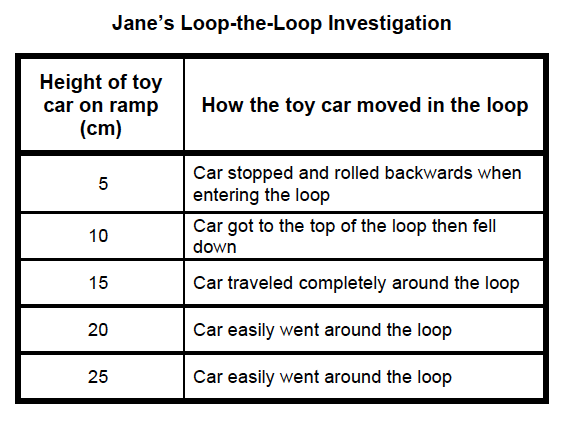 Jane's Loop-the-Loop Investigation
Height of toy
car on ramp
(cm)
How the toy car moved in the loop
5
Car stopped and rolled backwards when
entering the loop
10
Car got to the top of the loop then fell
down
15
Car traveled completely around the loop
20
Car easily went around the loop
25
Car easily went around the loop